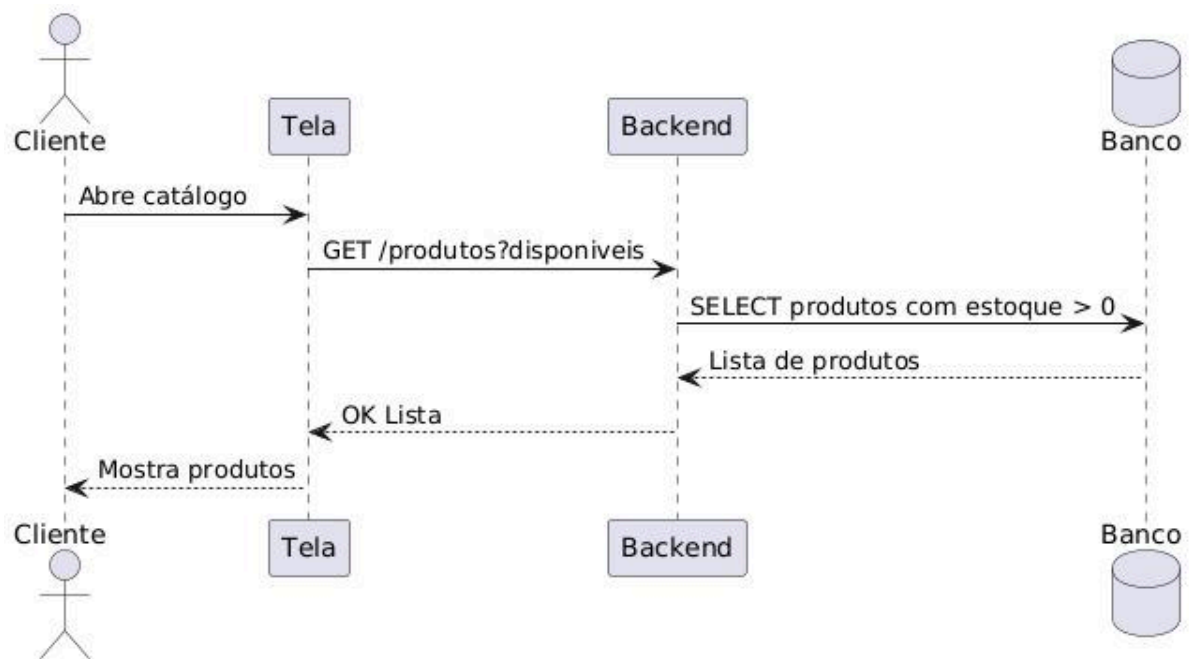 Cliente
Tela
Backend
Banco
Abre catálogo
GET /produtos?disponiveis
SELECT produtos com estoque > 0
Lista de produtos
OK Lista
Mostra produtos
Cliente
Tela
Backend
Banco